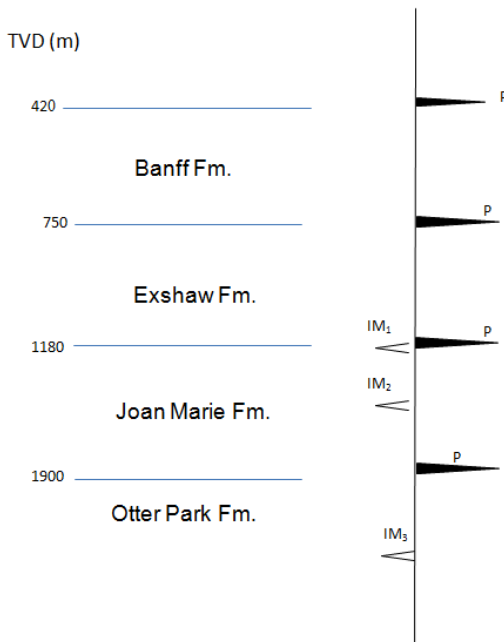 TVD (m)
P
420
Banff Fm.
P
750
Exshaw Fm.
IM₁
P
1180
IM₂
Joan Marie Fm.
P
1900
Otter Park Fm.
IM₃